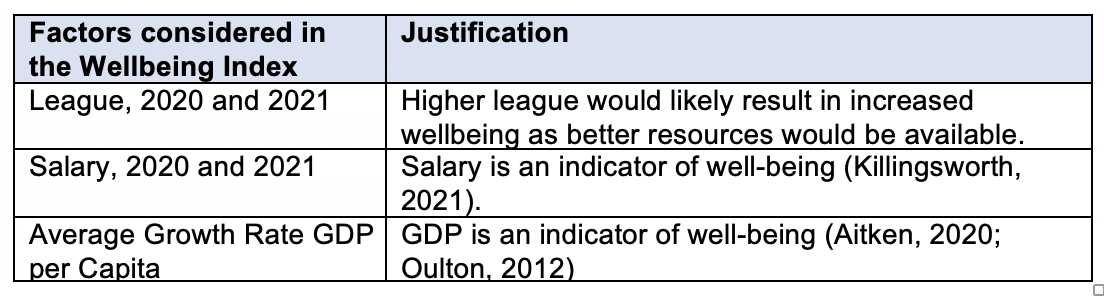 Factors considered in
the Wellbeing Index
Justification
League, 2020 and 2021
Higher league would likely result in increased
wellbeing as better resources would be available.
Salary, 2020 and 2021
Salary is an indicator of well-being (Killingsworth,
2021).
Average Growth Rate GDP
per Capita
GDP is an indicator of well-being (Aitken, 2020;
Oulton, 2012)